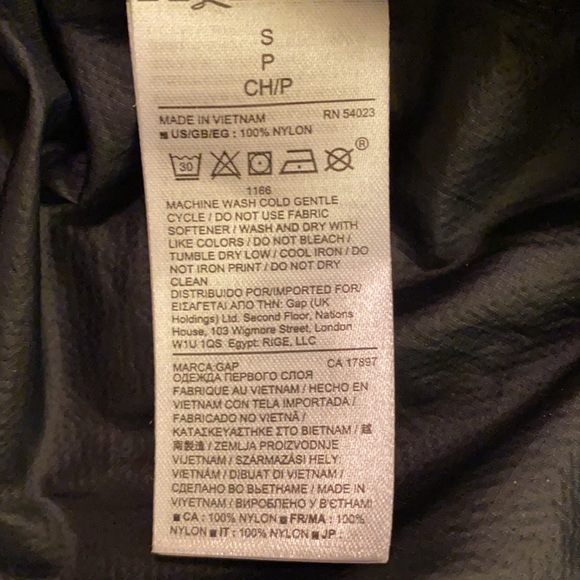 S
P
CH/P
MADE IN VIETNAM RN 54023
■ US/GB/EG : 100% NYLON
30 ®
1166
MACHINE WASH COLD GENTLE
CYCLE / DO NOT USE FABRIC
SOFTENER / WASH AND DRY WITH
LIKE COLORS / DO NOT BLEACH /
TUMBLE DRY LOW / COOL IRON / DO
NOT IRON PRINT / DO NOT DRY
CLEAN
DISTRIBUIDO POR/IMPORTED FOR/
ΕΙΣΑΓΕΤΑΙ ΑΠΟ ΤΗΝ: Gap (UK
Holdings) Ltd. Second Floor, Nations
House, 103 Wigmore Street, London
W1U 1QS Egypt: RIGE, LLC
MARCA:GAP CA 17897
ОДЕЖДА ПЕРВОГО СЛОЯ
FABRIQUE AU VIETNAM / HECHO EN
VIETNAM CON TELA IMPORTADA /
FABRICADO NO VIETNÃ /
ΚΑΤΑΣΚΕΥΑΣΤΗΚΕ ΣΤΟ ΒΙΕΤΝΑΜ / 越
南製造 / ZEMLJA PROIZVODNJE
VIJETNAM / SZÁRMAZÁSI HELY:
VIETNÁM / DIBUAT DI VIETNAM /
СДЕЛАНО ВО ВЬЕТНАМЕ / MADE IN
VIYETNAM / ВИРОБЛЕНО У В'ЄТНАМІ
■ CA : 100% NYLON ■ FR/MA : 100%
NYLON ■ IT : 100% NYLON ■ JP :